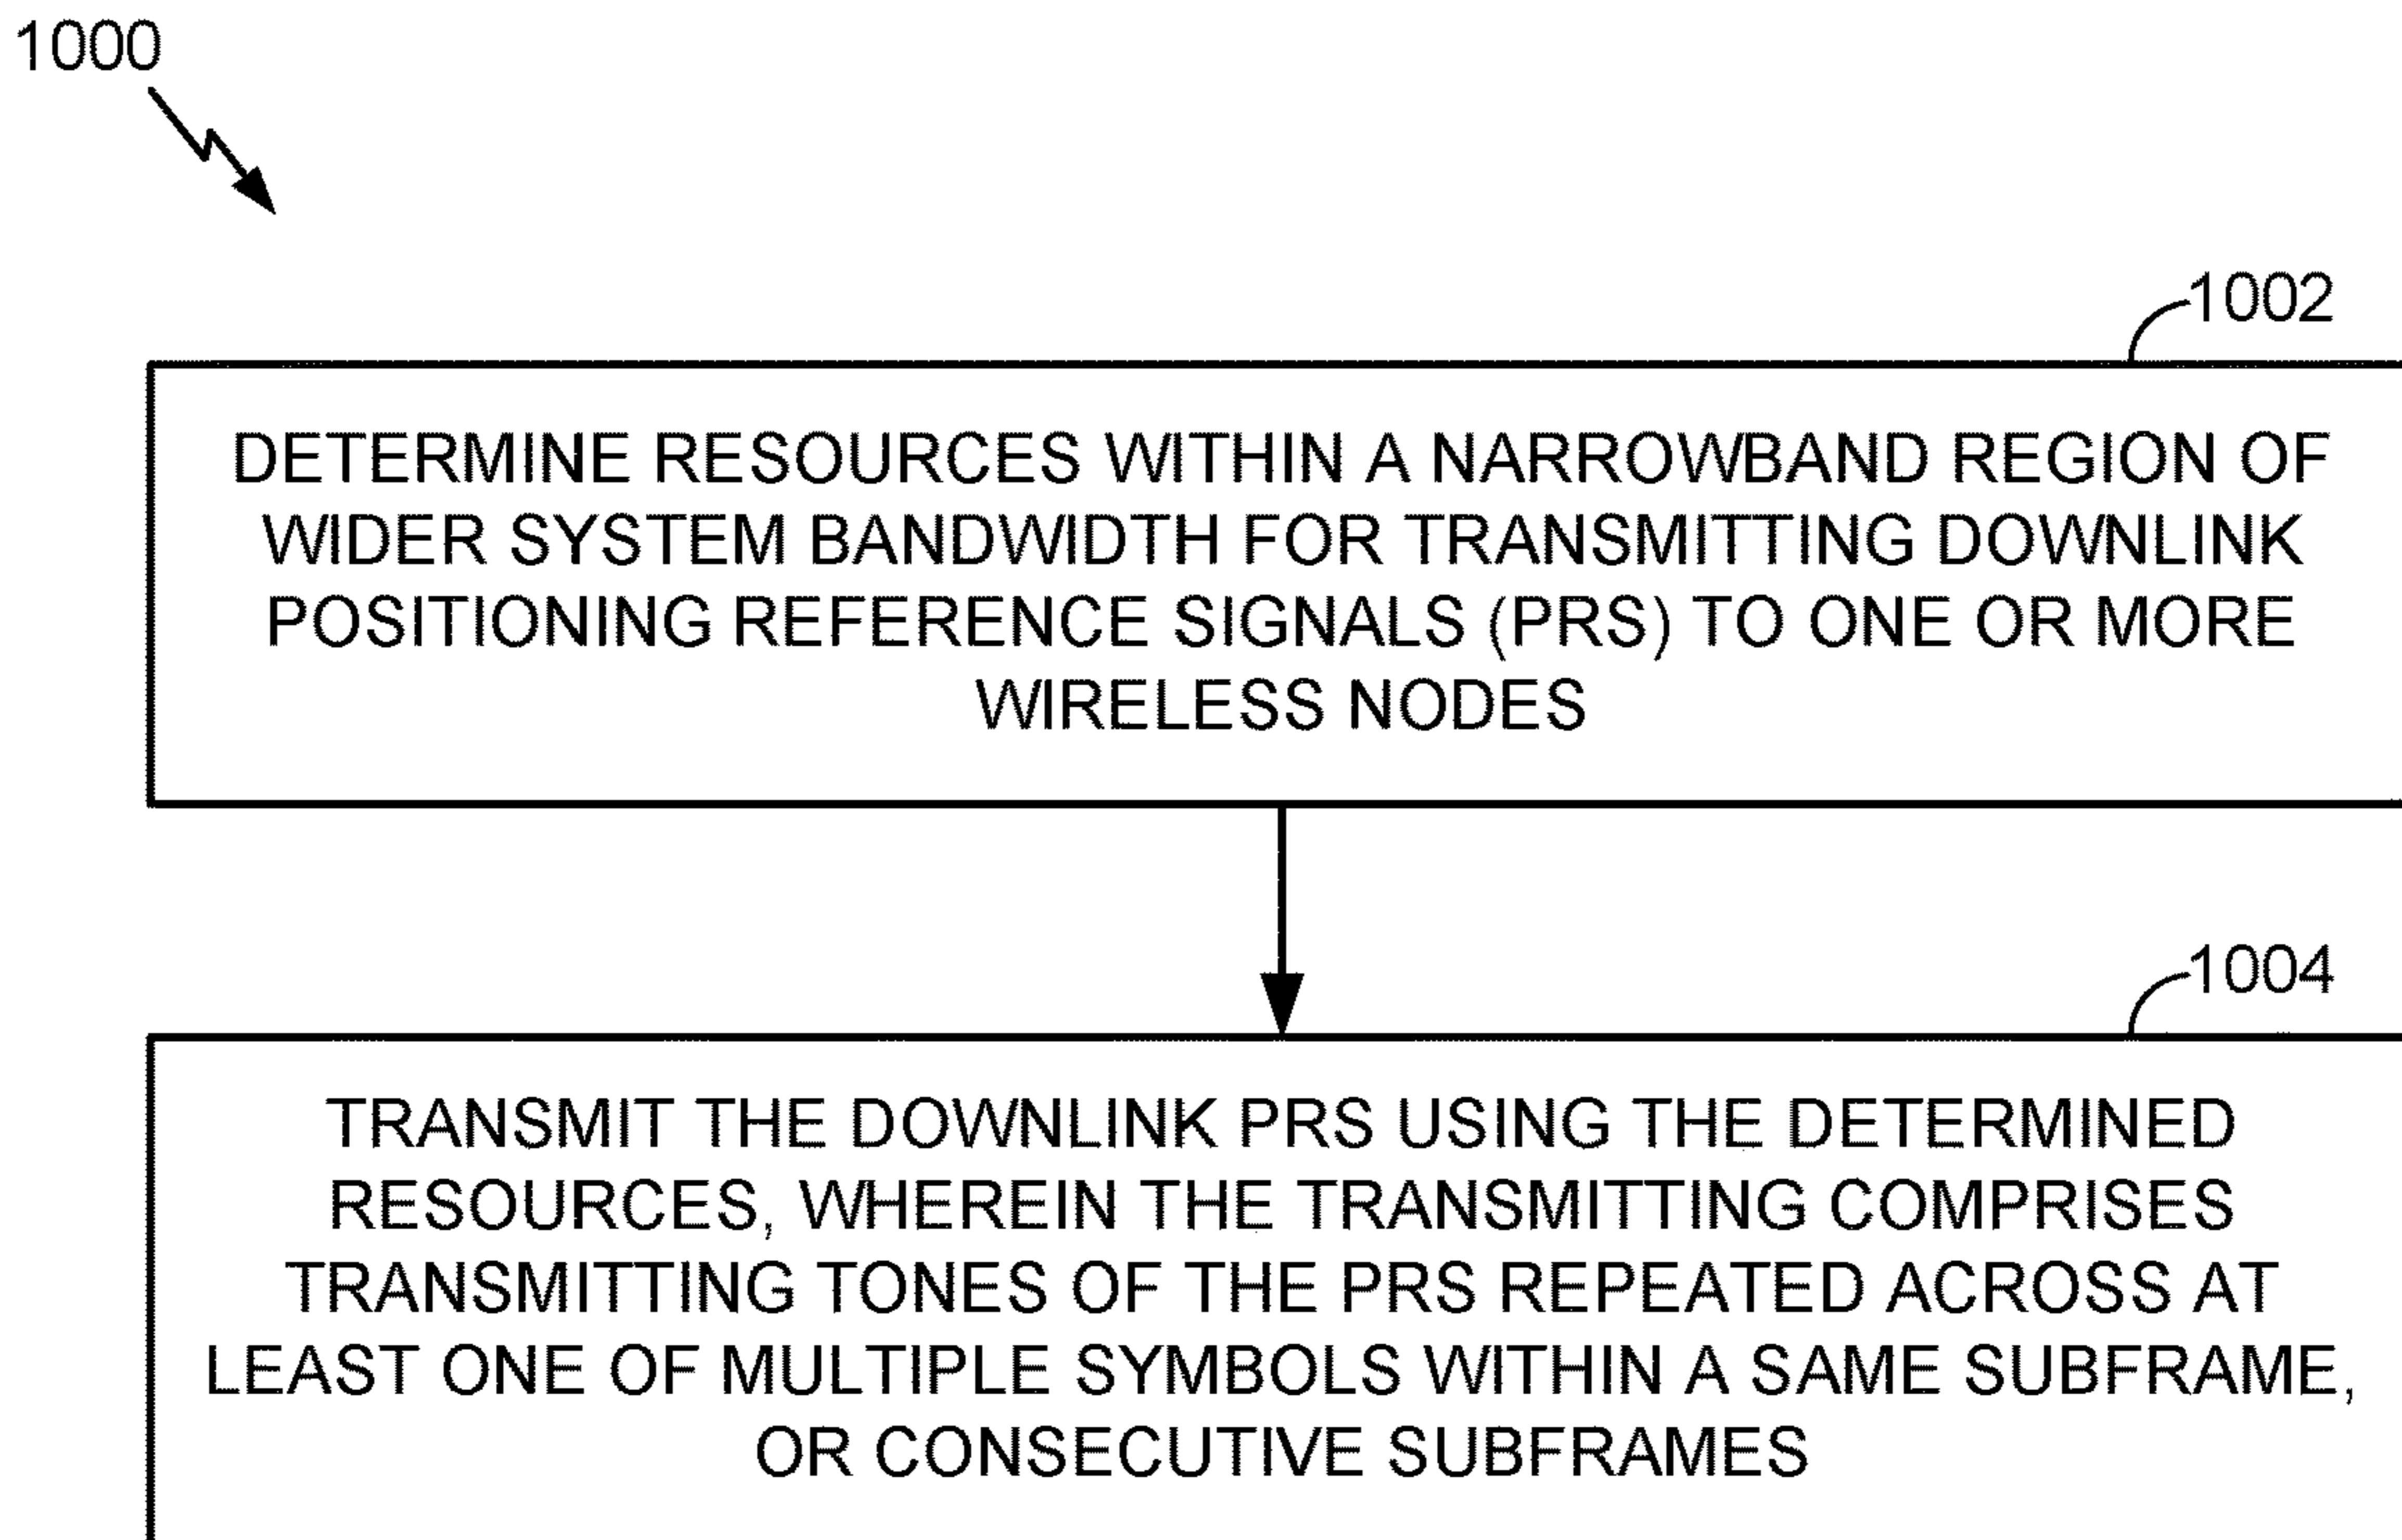 1000
1002
DETERMINE RESOURCES WITHIN A NARROWBAND REGION OF
WIDER SYSTEM BANDWIDTH FOR TRANSMITTING DOWNLINK
POSITIONING REFERENCE SIGNALS (PRS) TO ONE OR MORE
WIRELESS NODES
1004
TRANSMIT THE DOWNLINK PRS USING THE DETERMINED
RESOURCES, WHEREIN THE TRANSMITTING COMPRISES
TRANSMITTING TONES OF THE PRS REPEATED ACROSS AT
LEAST ONE OF MULTIPLE SYMBOLS WITHIN A SAME SUBFRAME,
OR CONSECUTIVE SUBFRAMES